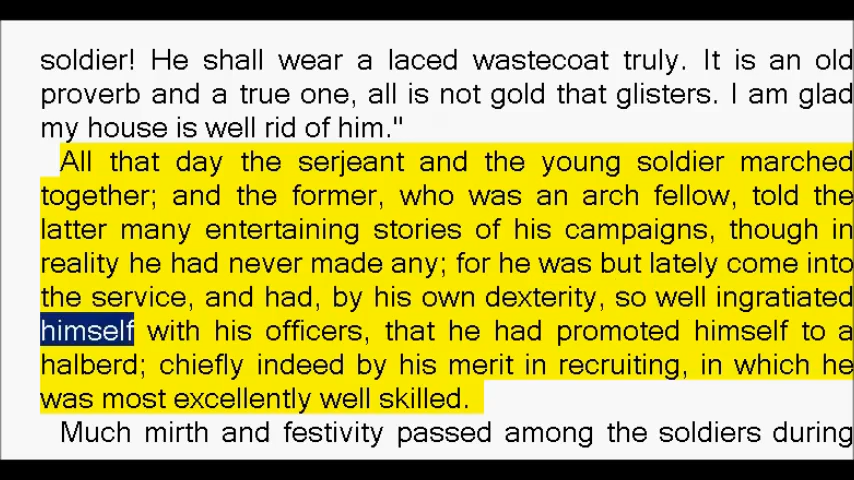 soldier! He shall wear a laced wastecoat truly. It is an old
proverb and a true one, all is not gold that glisters. I am glad
my house is well rid of him."
All that day the serjeant and the young soldier marched
together; and the former, who was an arch fellow, told the
latter many entertaining stories of his campaigns, though in
reality he had never made any; for he was but lately come into
the service, and had, by his own dexterity, so well ingratiated
himself with his officers, that he had promoted himself to a
halberd; chiefly indeed by his merit in recruiting, in which he
was most excellently well skilled.
Much mirth and festivity passed among the soldiers during